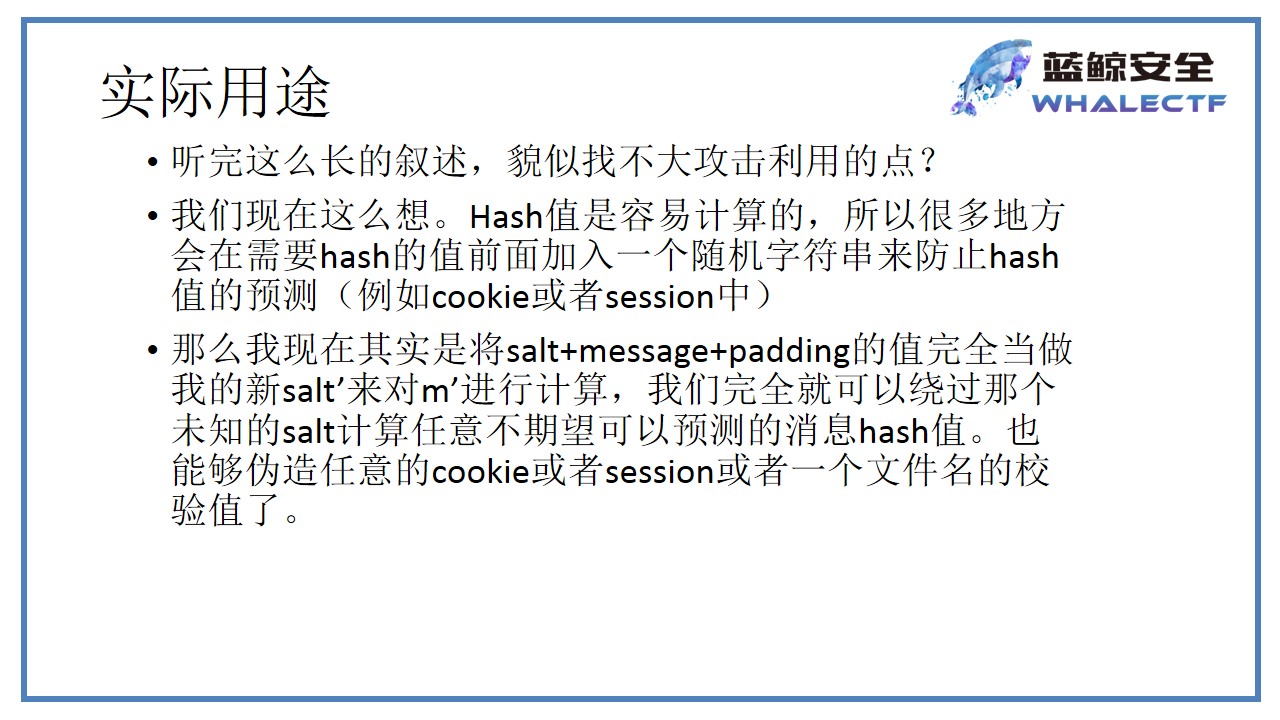 实际用途
蓝鲸安全
WHALECTF
• 听完这么长的叙述，貌似找不大攻击利用的点？
• 我们现在这么想。Hash值是容易计算的，所以很多地方
会在需要hash的值前面加入一个随机字符串来防止hash
值的预测（例如cookie或者session中）
• 那么我现在其实是将salt+message+padding的值完全当做
我的新salt’来对m’进行计算，我们完全就可以绕过那个
未知的salt计算任意不期望可以预测的消息hash值。也
能够伪造任意的cookie或者session或者一个文件名的校
验值了。